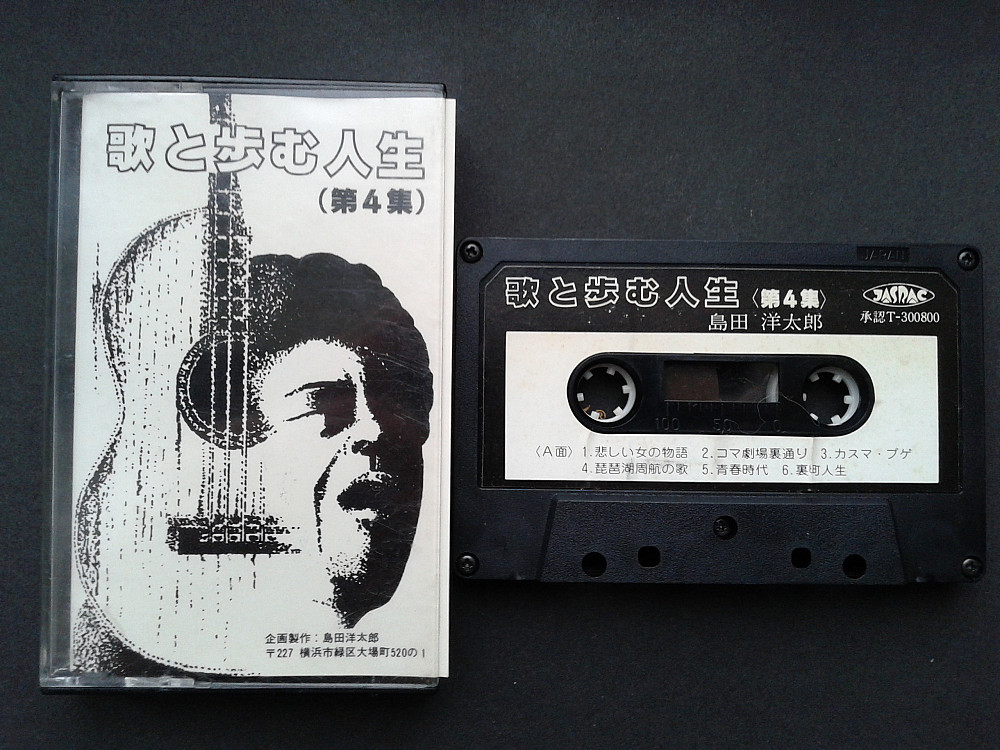 歌と歩む人生
(第4集)
企画製作：島田洋太郎
〒227 横浜市緑区大場町520の1
JAPAN
歌と歩む人生〈第4集〉
島田 洋太郎
JASRAC
承認T-300800
100 50 0
〈A面〉1.悲しい女の物語 2.コマ劇場裏通り 3.カスマ・プゲ
4.琵琶湖周航の歌 5.青春時代 6.裏町人生